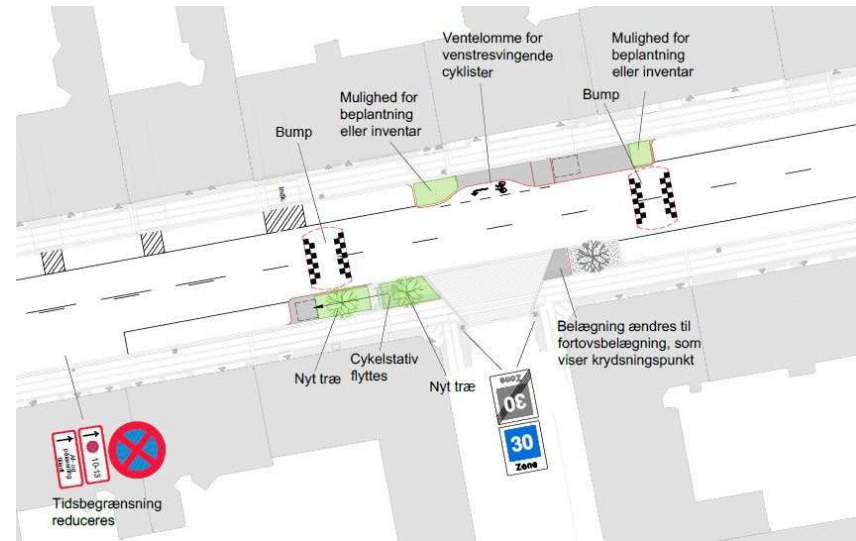 Ventelomme for
venstresvingende
cyklister
Mulighed for
beplantning
eller inventar
Mulighed for
beplantning
eller inventar
Bump
Bump
Indk.
Nyt træ
Cykelstativ
flyttes
Nyt træ
Belægning ændres til
fortovsbelægning, som
viser krydsningspunkt
Zone
30
30
Zone
10-13
Tidsbegrænsning
reduceres